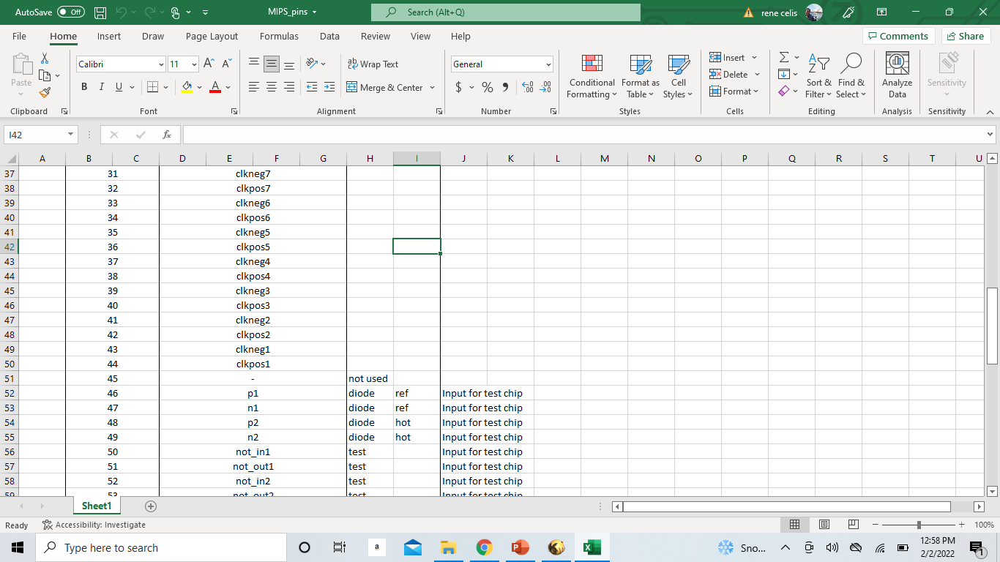 AutoSave Off MIPS_pins Search (Alt+Q) rene celis
File Home Insert Draw Page Layout Formulas Data Review View Help Comments Share
Paste
Clipboard
Calibri 11
B I U A
Font
Wrap Text
Merge & Center
Alignment
General
$ % 9
Number
Conditional Formatting
Format as Table
Cell Styles
Styles
Insert
Delete
Format
Cells
Sort & Filter
Find & Select
Editing
Analyze Data
Analysis
Sensitivity
Sensitivity
I42 fx
A B C D E F G H I J K L M N O P Q R S T U
37 31 clkneg7
38 32 clkpos7
39 33 clkneg6
40 34 clkpos6
41 35 clkneg5
42 36 clkpos5
43 37 clkneg4
44 38 clkpos4
45 39 clkneg3
46 40 clkpos3
47 41 clkneg2
48 42 clkpos2
49 43 clkneg1
50 44 clkpos1
51 45 - not used
52 46 p1 diode ref Input for test chip
53 47 n1 diode ref Input for test chip
54 48 p2 diode hot Input for test chip
55 49 n2 diode hot Input for test chip
56 50 not_in1 test Input for test chip
57 51 not_out1 test Input for test chip
58 52 not_in2 test Input for test chip
59 53 not_out2 test Input for test chip
Sheet1
Ready Accessibility: Investigate 100%
Type here to search a Sno... 12:58 PM
2/2/2022 1